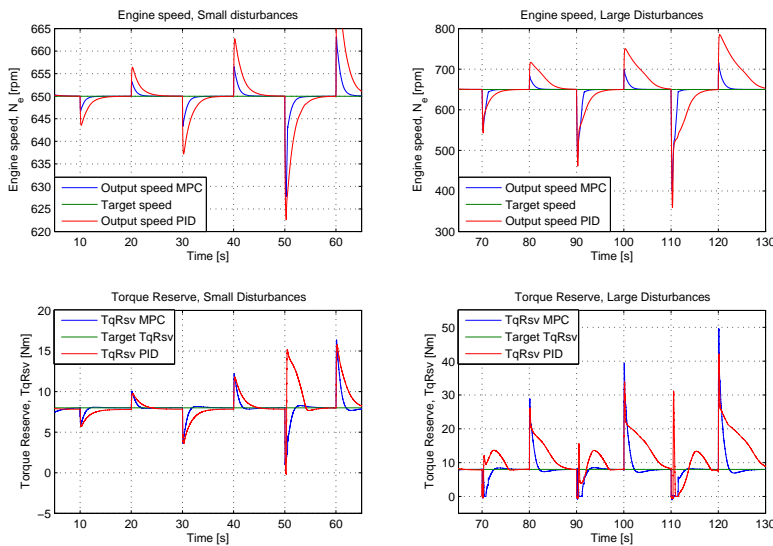 Engine speed, Small disturbances
665
660
655
650
645
640
635
630
625
620
Engine speed, N_e [rpm]
Output speed MPC
Target speed
Output speed PID
10
20
30
40
50
60
Time [s]
Engine speed, Large Disturbances
800
700
600
500
400
300
Engine speed, N_e [rpm]
Output speed MPC
Target speed
Output speed PID
70
80
90
100
110
120
130
Time [s]
Torque Reserve, Small Disturbances
20
15
10
5
0
−5
Torque Reserve, TqRsv [Nm]
TqRsv MPC
Target TqRsv
TqRsv PID
10
20
30
40
50
60
Time [s]
Torque Reserve, Large Disturbances
50
40
30
20
10
0
Torque Reserve, TqRsv [Nm]
TqRsv MPC
Target TqRsv
TqRsv PID
70
80
90
100
110
120
130
Time [s]